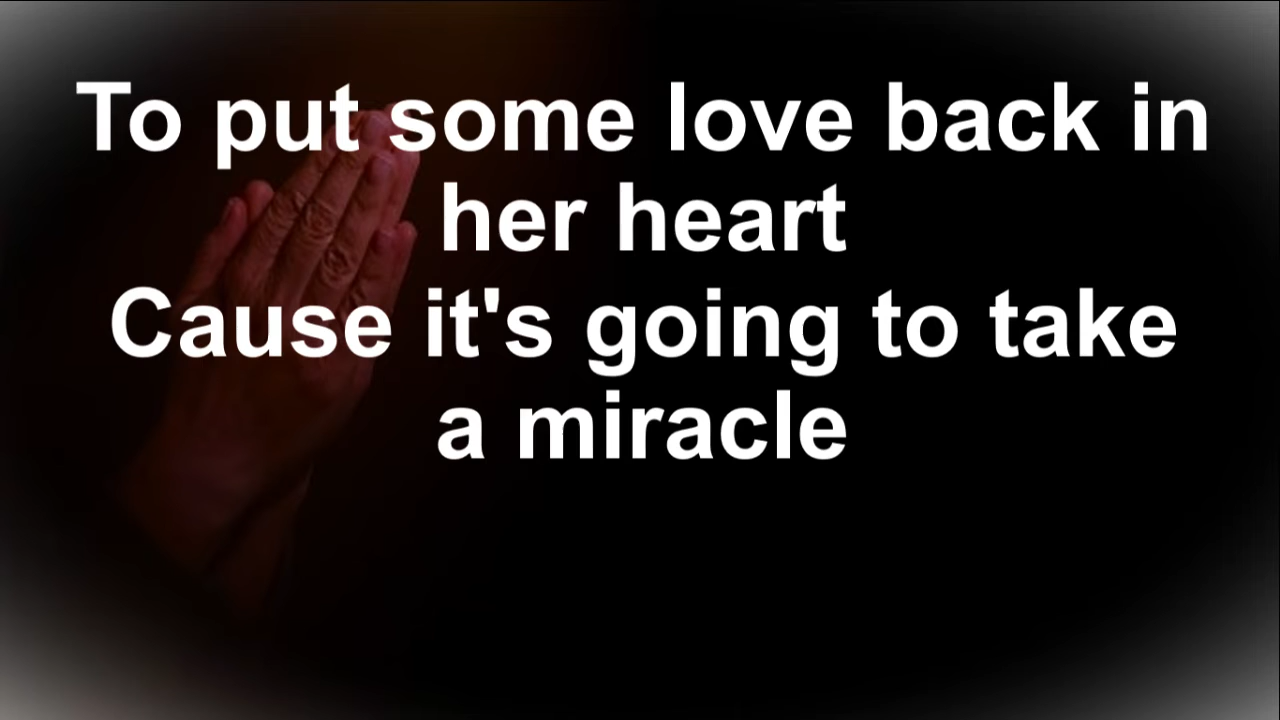 To put some love back in
her heart
Cause it's going to take
a miracle